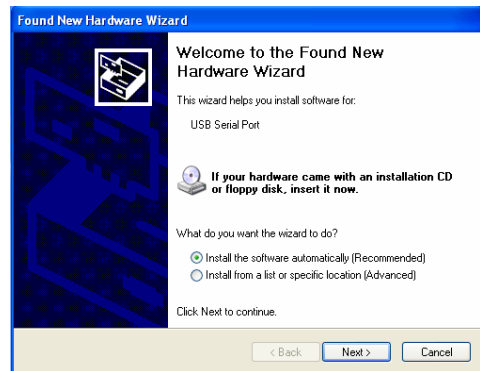 Found New Hardware Wizard
Welcome to the Found New
Hardware Wizard
This wizard helps you install software for:
USB Serial Port
If your hardware came with an installation CD
or floppy disk, insert it now.
What do you want the wizard to do?
Install the software automatically (Recommended)
Install from a list or specific location (Advanced)
Click Next to continue.
< Back Next > Cancel